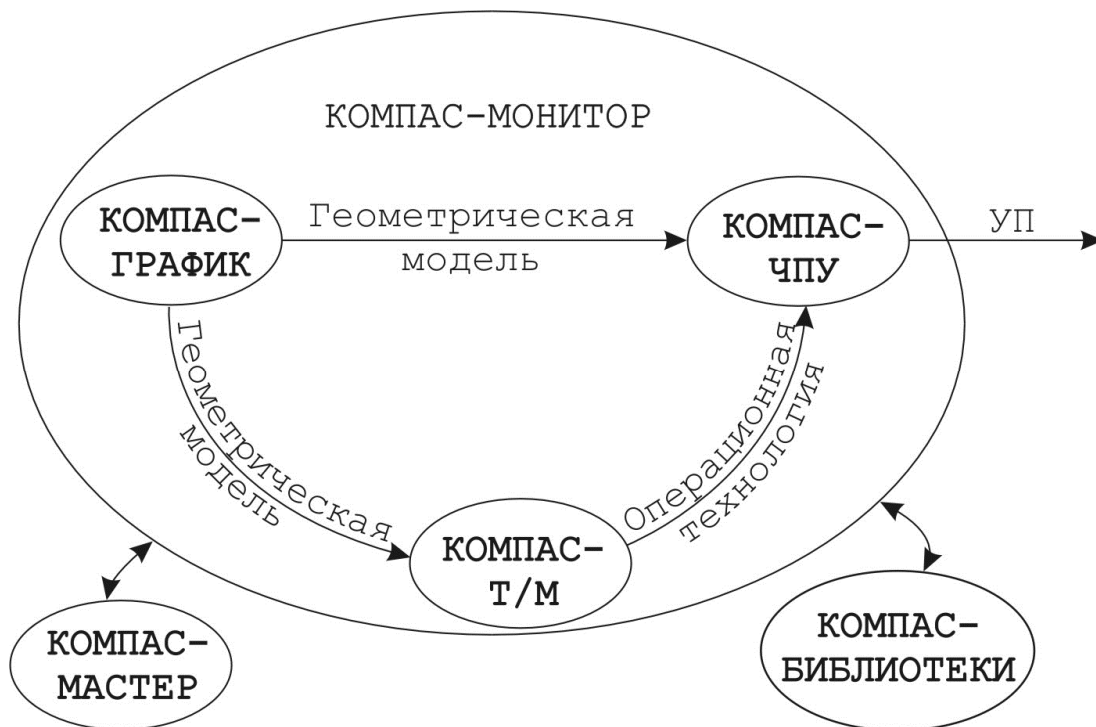 КОМПАС-МОНИТОР
КОМПАС-
ГРАФИК
Геометрическая
модель
КОМПАС-
ЧПУ
УП
Геометрическая
модель
Операционная
технология
КОМПАС-
Т/М
КОМПАС-
МАСТЕР
КОМПАС-
БИБЛИОТЕКИ